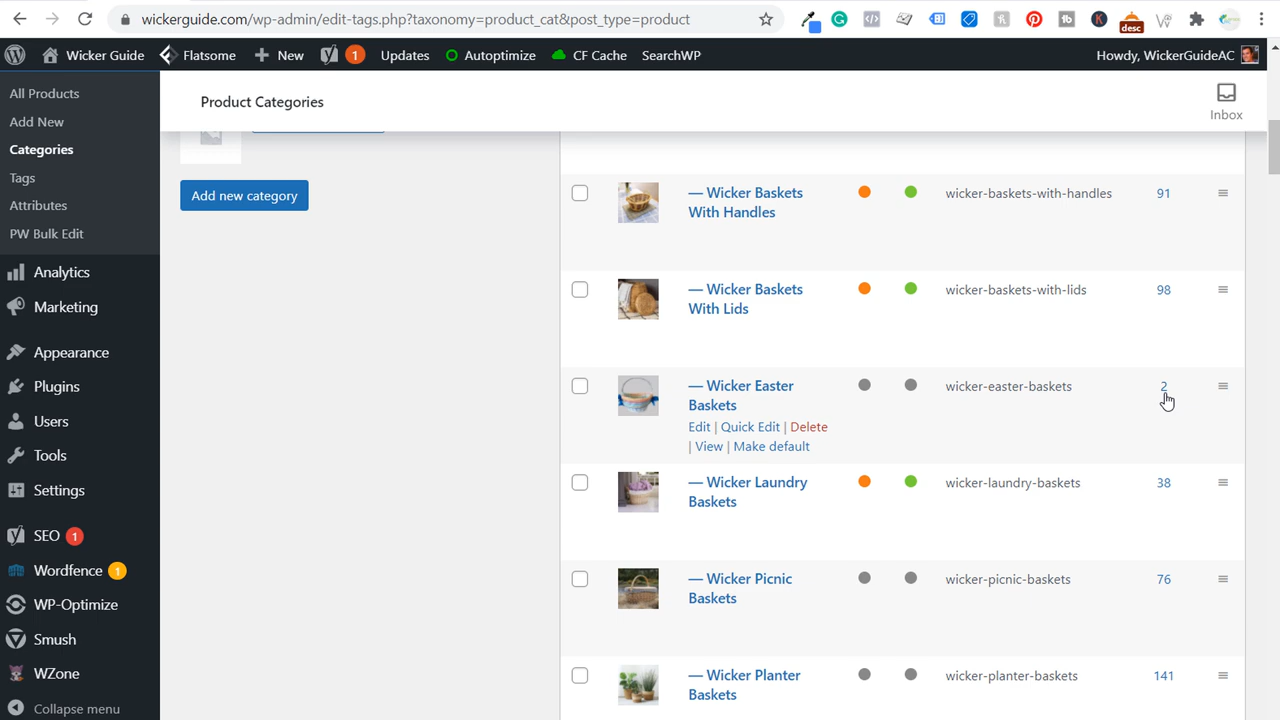 wickerguide.com/wp-admin/edit-tags.php?taxonomy=product_cat&post_type=product
desc
Wicker Guide
Flatsome
New
1
Updates
Autoptimize
CF Cache
SearchWP
Howdy, WickerGuideAC
All Products
Add New
Categories
Tags
Attributes
PW Bulk Edit
Analytics
Marketing
Appearance
Plugins
Users
Tools
Settings
SEO 1
Wordfence 1
WP-Optimize
Smush
WZone
Collapse menu
Product Categories
Inbox
Add new category
— Wicker Baskets
With Handles
wicker-baskets-with-handles
91
— Wicker Baskets
With Lids
wicker-baskets-with-lids
98
— Wicker Easter
Baskets
wicker-easter-baskets
2
Edit | Quick Edit | Delete
| View | Make default
— Wicker Laundry
Baskets
wicker-laundry-baskets
38
— Wicker Picnic
Baskets
wicker-picnic-baskets
76
— Wicker Planter
Baskets
wicker-planter-baskets
141